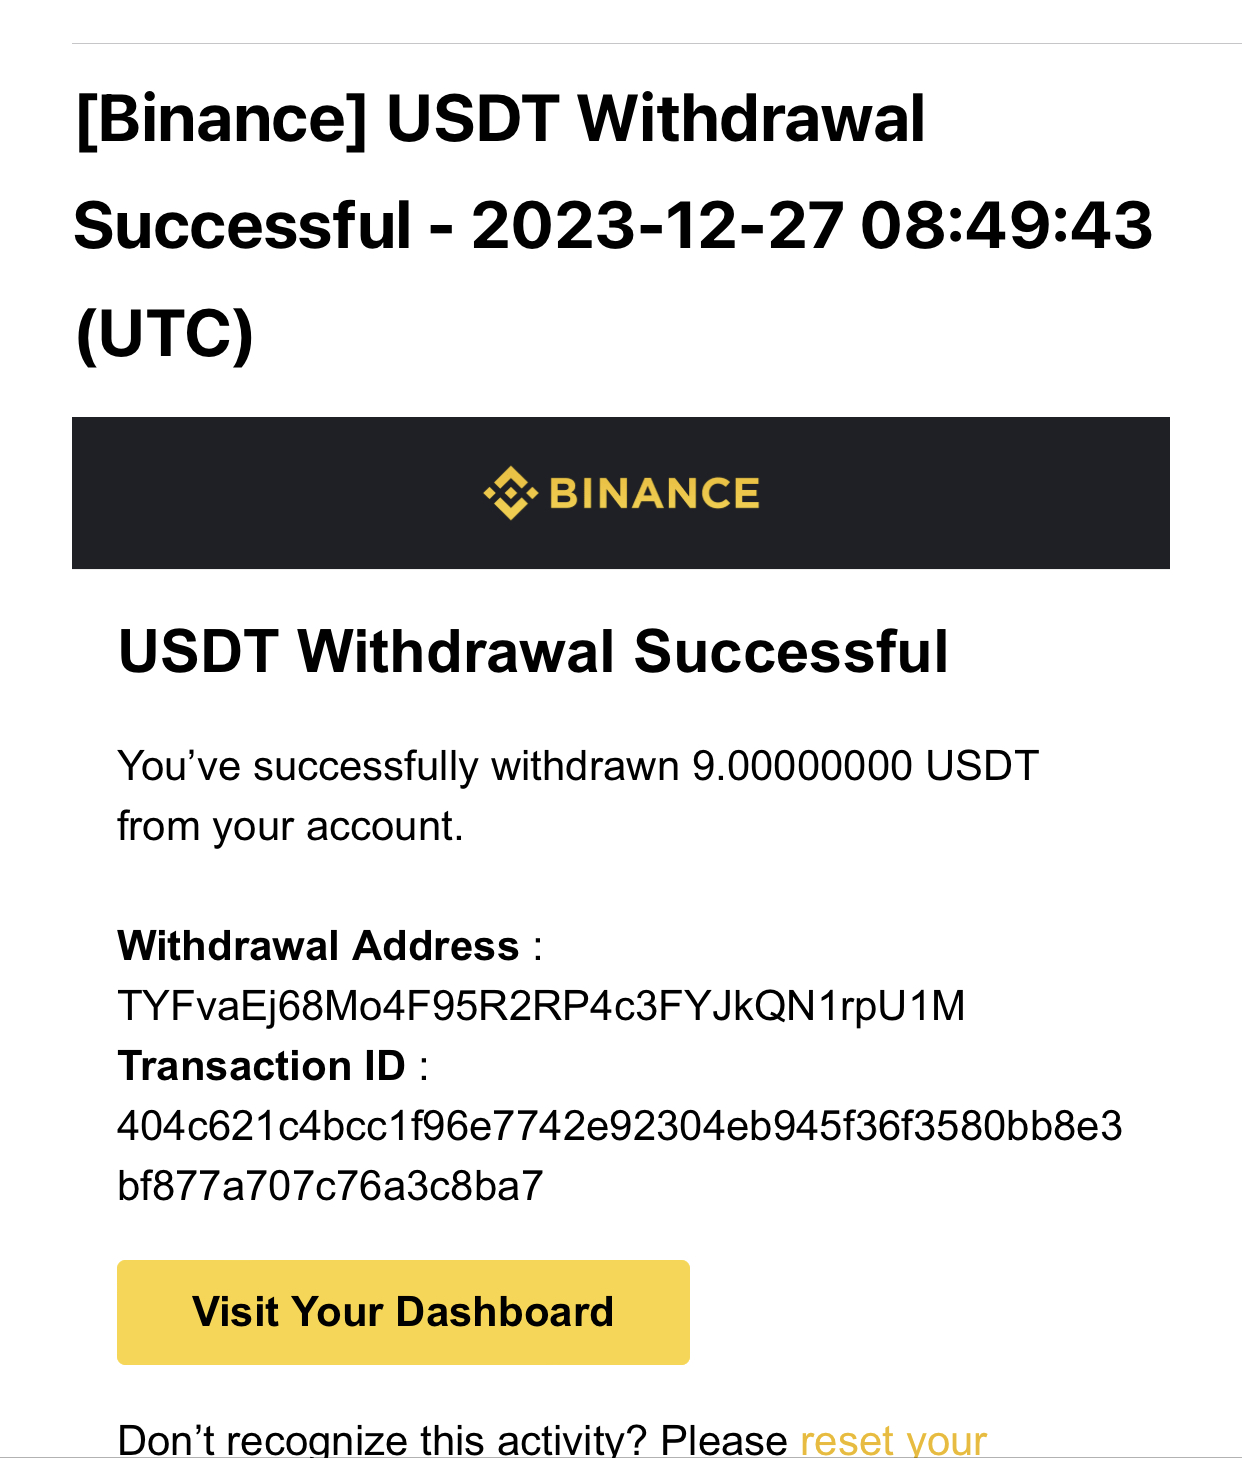 [Binance] USDT Withdrawal
Successful - 2023-12-27 08:49:43
(UTC)
BINANCE
USDT Withdrawal Successful
You’ve successfully withdrawn 9.00000000 USDT
from your account.
Withdrawal Address :
TYFvaEj68Mo4F95R2RP4c3FYJkQN1rpU1M
Transaction ID :
404c621c4bcc1f96e7742e92304eb945f36f3580bb8e3
bf877a707c76a3c8ba7
Visit Your Dashboard
Don’t recognize this activity? Please reset your